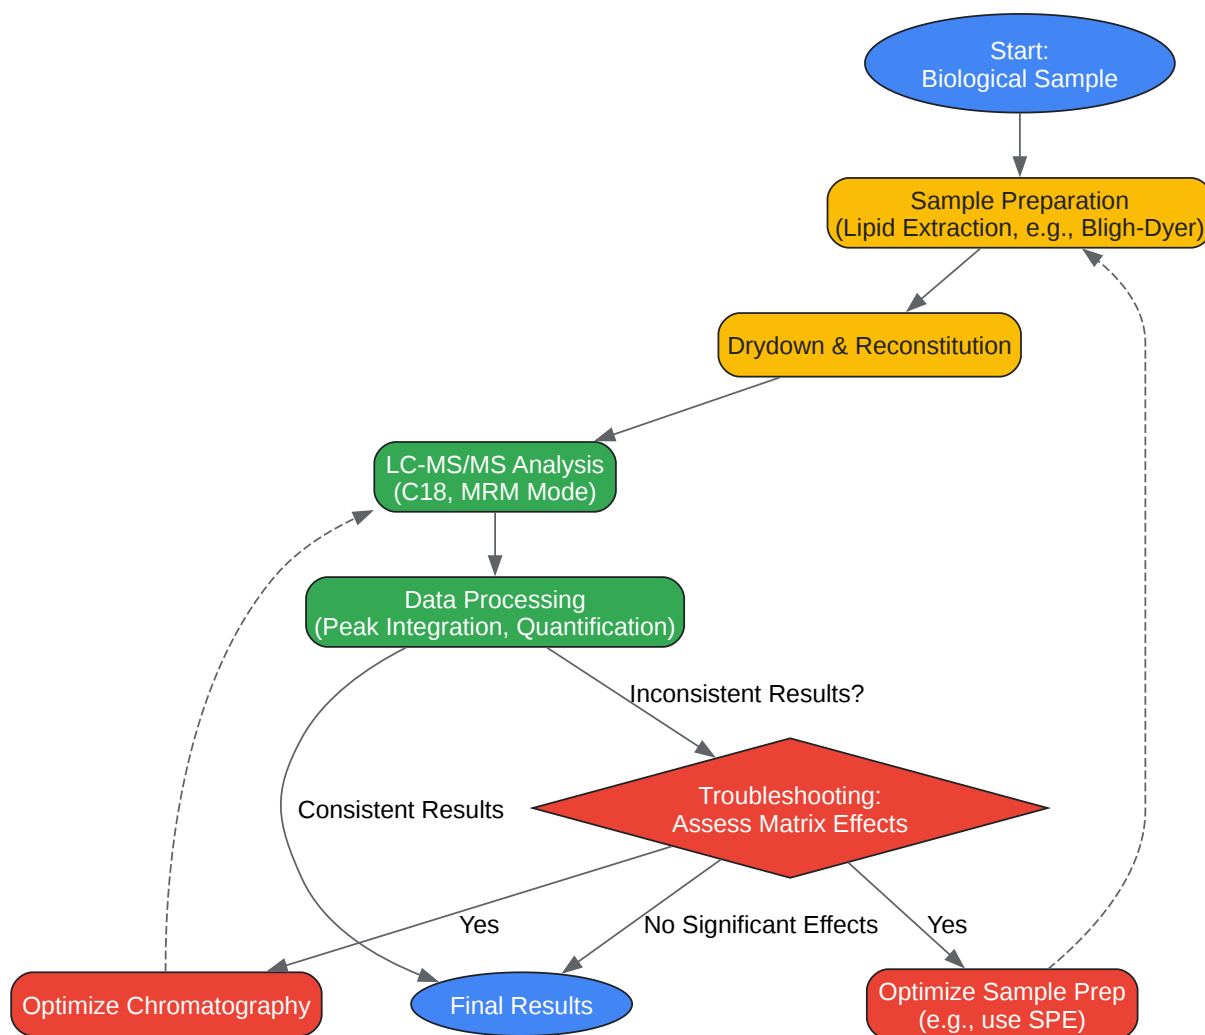 Start:
Biological Sample
Sample Preparation
(Lipid Extraction, e.g., Bligh-Dyer)
Drydown & Reconstitution
LC-MS/MS Analysis
(C18, MRM Mode)
Data Processing
(Peak Integration, Quantification)
Inconsistent Results?
Consistent Results
Troubleshooting:
Assess Matrix Effects
Yes
No Significant Effects
Yes
Optimize Chromatography
Final Results
Optimize Sample Prep
(e.g., use SPE)